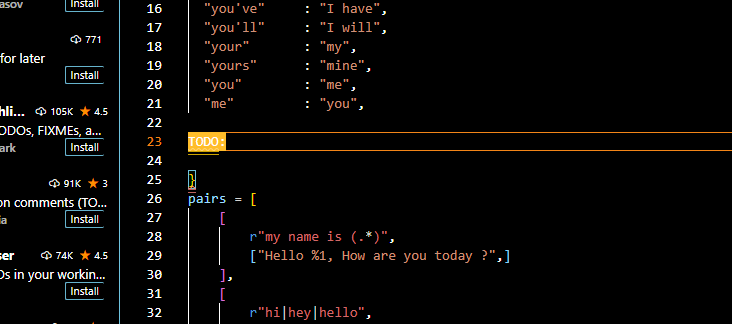 asov
Install
771
for later
Install
hli... 105K 4.5
ODOs, FIXMEs, a...
ark Install
91K 3
on comments (TO...
ia Install
ser 74K 4.5
Os in your workin...
Install
16 "you've" : "I have",
17 "you'll" : "I will",
18 "your" : "my",
19 "yours" : "mine",
20 "you" : "me",
21 "me" : "you",
22
23 TODO:
24
25 }
26 pairs = [
27 [
28 r"my name is (.*)",
29 ["Hello %1, How are you today ?",]
30 ],
31 [
32 r"hi|hey|hello",